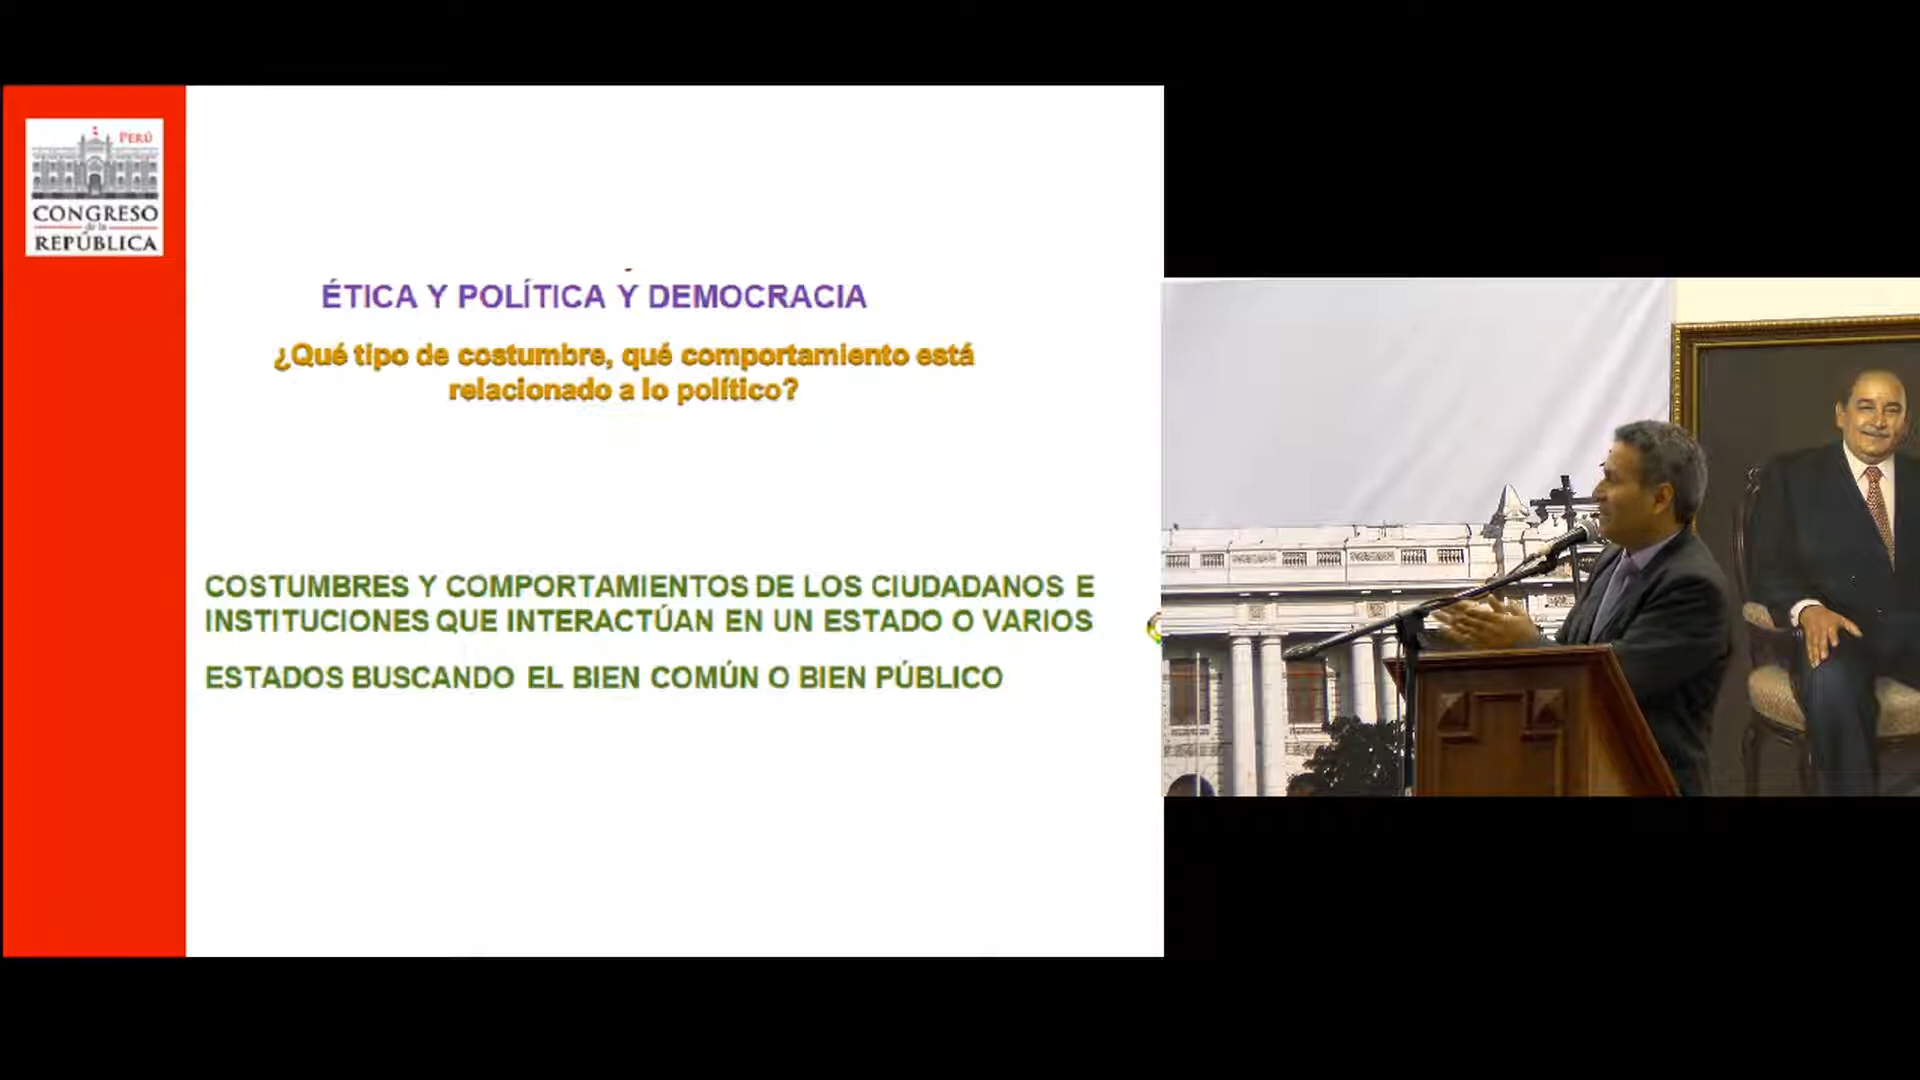 PERÚ
CONGRESO
de la
REPÚBLICA
ÉTICA Y POLÍTICA Y DEMOCRACIA
¿Qué tipo de costumbre, qué comportamiento está
relacionado a lo político?
COSTUMBRES Y COMPORTAMIENTOS DE LOS CIUDADANOS E
INSTITUCIONES QUE INTERACTÚAN EN UN ESTADO O VARIOS
ESTADOS BUSCANDO EL BIEN COMÚN O BIEN PÚBLICO